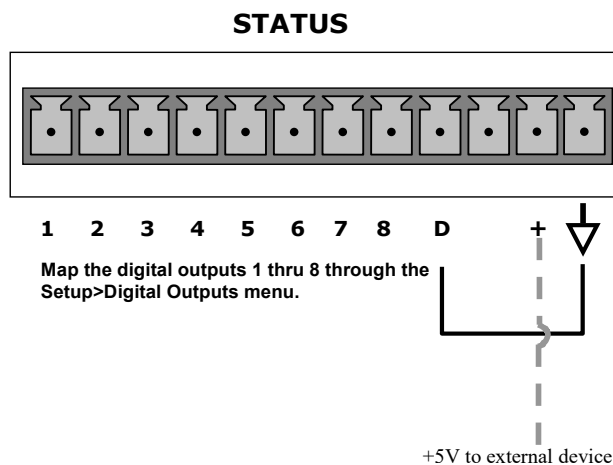 STATUS
1 2 3 4 5 6 7 8 D +
Map the digital outputs 1 thru 8 through the
Setup>Digital Outputs menu.
+5V to external device